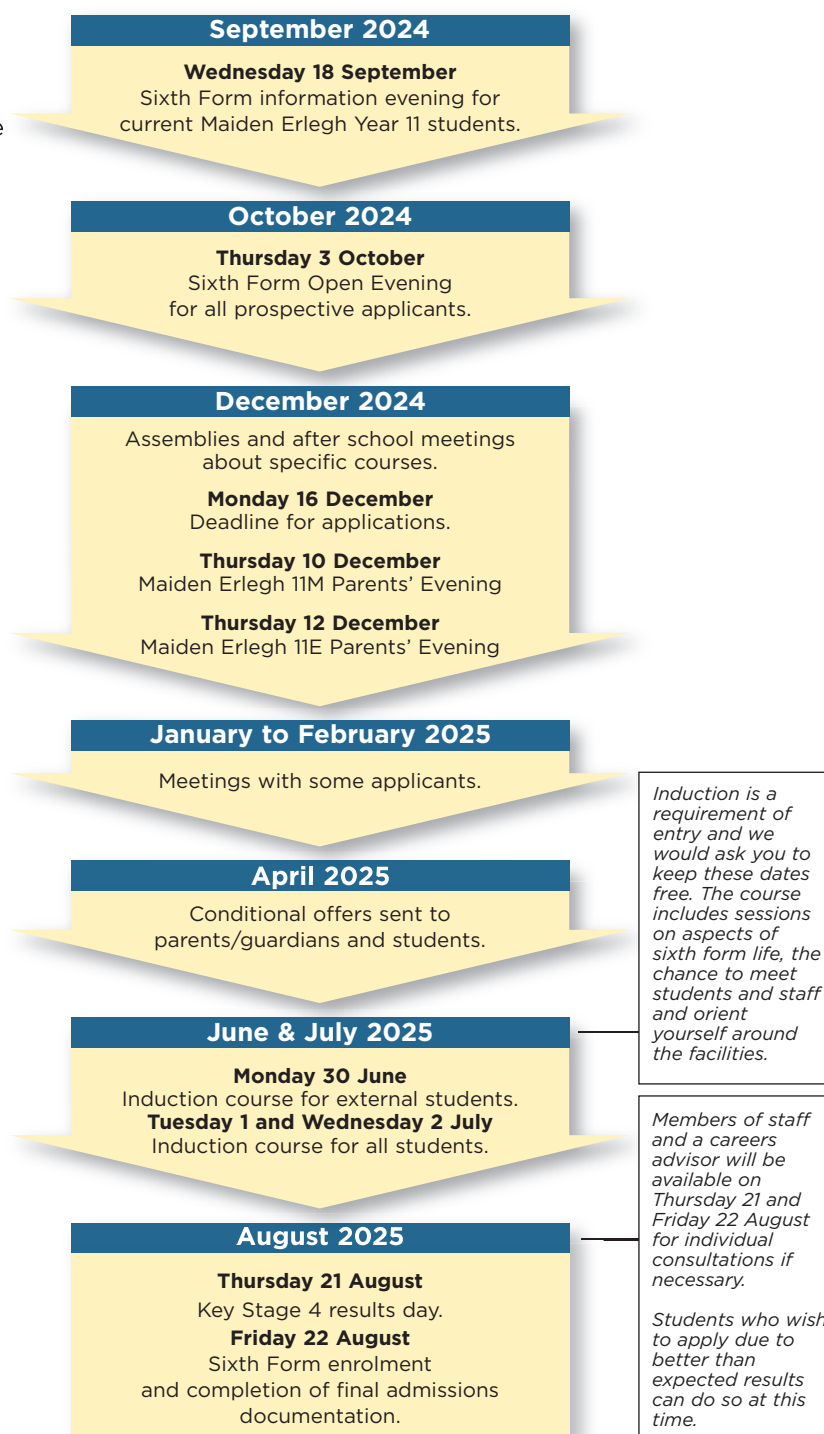 September 2024
Wednesday 18 September
Sixth Form information evening for
current Maiden Erlegh Year 11 students.
October 2024
Thursday 3 October
Sixth Form Open Evening
for all prospective applicants.
December 2024
Assemblies and after school meetings
about specific courses.
Monday 16 December
Deadline for applications.
Thursday 10 December
Maiden Erlegh 11M Parents’ Evening
Thursday 12 December
Maiden Erlegh 11E Parents’ Evening
January to February 2025
Meetings with some applicants.
April 2025
Conditional offers sent to
parents/guardians and students.
June & July 2025
Monday 30 June
Induction course for external students.
Tuesday 1 and Wednesday 2 July
Induction course for all students.
Induction is a
requirement of
entry and we
would ask you to
keep these dates
free. The course
includes sessions
on aspects of
sixth form life, the
chance to meet
students and staff
and orient
yourself around
the facilities.
August 2025
Thursday 21 August
Key Stage 4 results day.
Friday 22 August
Sixth Form enrolment
and completion of final admissions
documentation.
Members of staff
and a careers
advisor will be
available on
Thursday 21 and
Friday 22 August
for individual
consultations if
necessary.
Students who wish
to apply due to
better than
expected results
can do so at this
time.